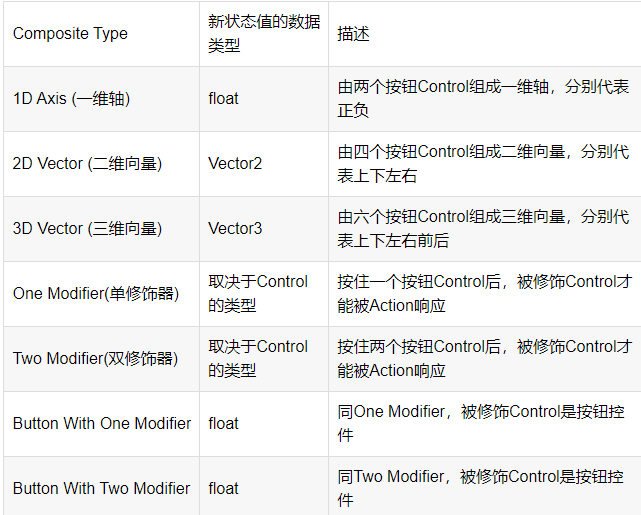 Composite Type
新状态值的数据
类型
描述
1D Axis (一维轴)
float
由两个按钮Control组成一维轴，分别代表
正负
2D Vector (二维向量)
Vector2
由四个按钮Control组成二维向量，分别代
表上下左右
3D Vector (三维向量)
Vector3
由六个按钮Control组成三维向量，分别代
表上下左右前后
One Modifier(单修饰器)
取决于Control
的类型
按住一个按钮Control后，被修饰Control才
能被Action响应
Two Modifier(双修饰器)
取决于Control
的类型
按住两个按钮Control后，被修饰Control才
能被Action响应
Button With One Modifier
float
同One Modifier，被修饰Control是按钮控
件
Button With Two Modifier
float
同Two Modifier，被修饰Control是按钮控
件